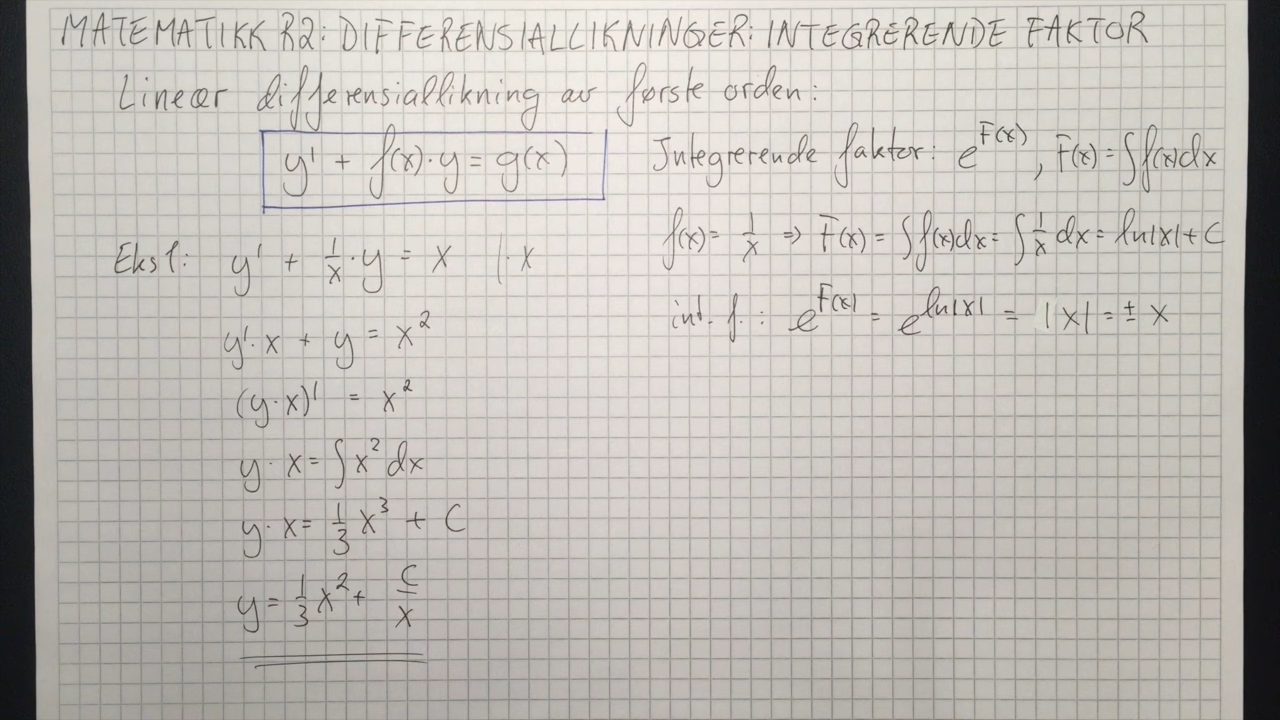 MATEMATIKK R2: DIFFERENSIALLIKNINGER: INTEGRERENDE FAKTOR
Lineær differensiallikning av første orden:
y' + f(x)·y = g(x)
Integrerende faktor: e^F(x), F(x) = ∫f(x)dx
f(x) = 1/x ⇒ F(x) = ∫f(x)dx = ∫1/x dx = ln|x| + C
int. f.: e^F(x) = e^ln|x| = |x| = ± x
Eks 1: y' + 1/x·y = x |·x
y'·x + y = x²
(y·x)' = x²
y·x = ∫x² dx
y·x = 1/3 x³ + C
y = 1/3 x² + C/x